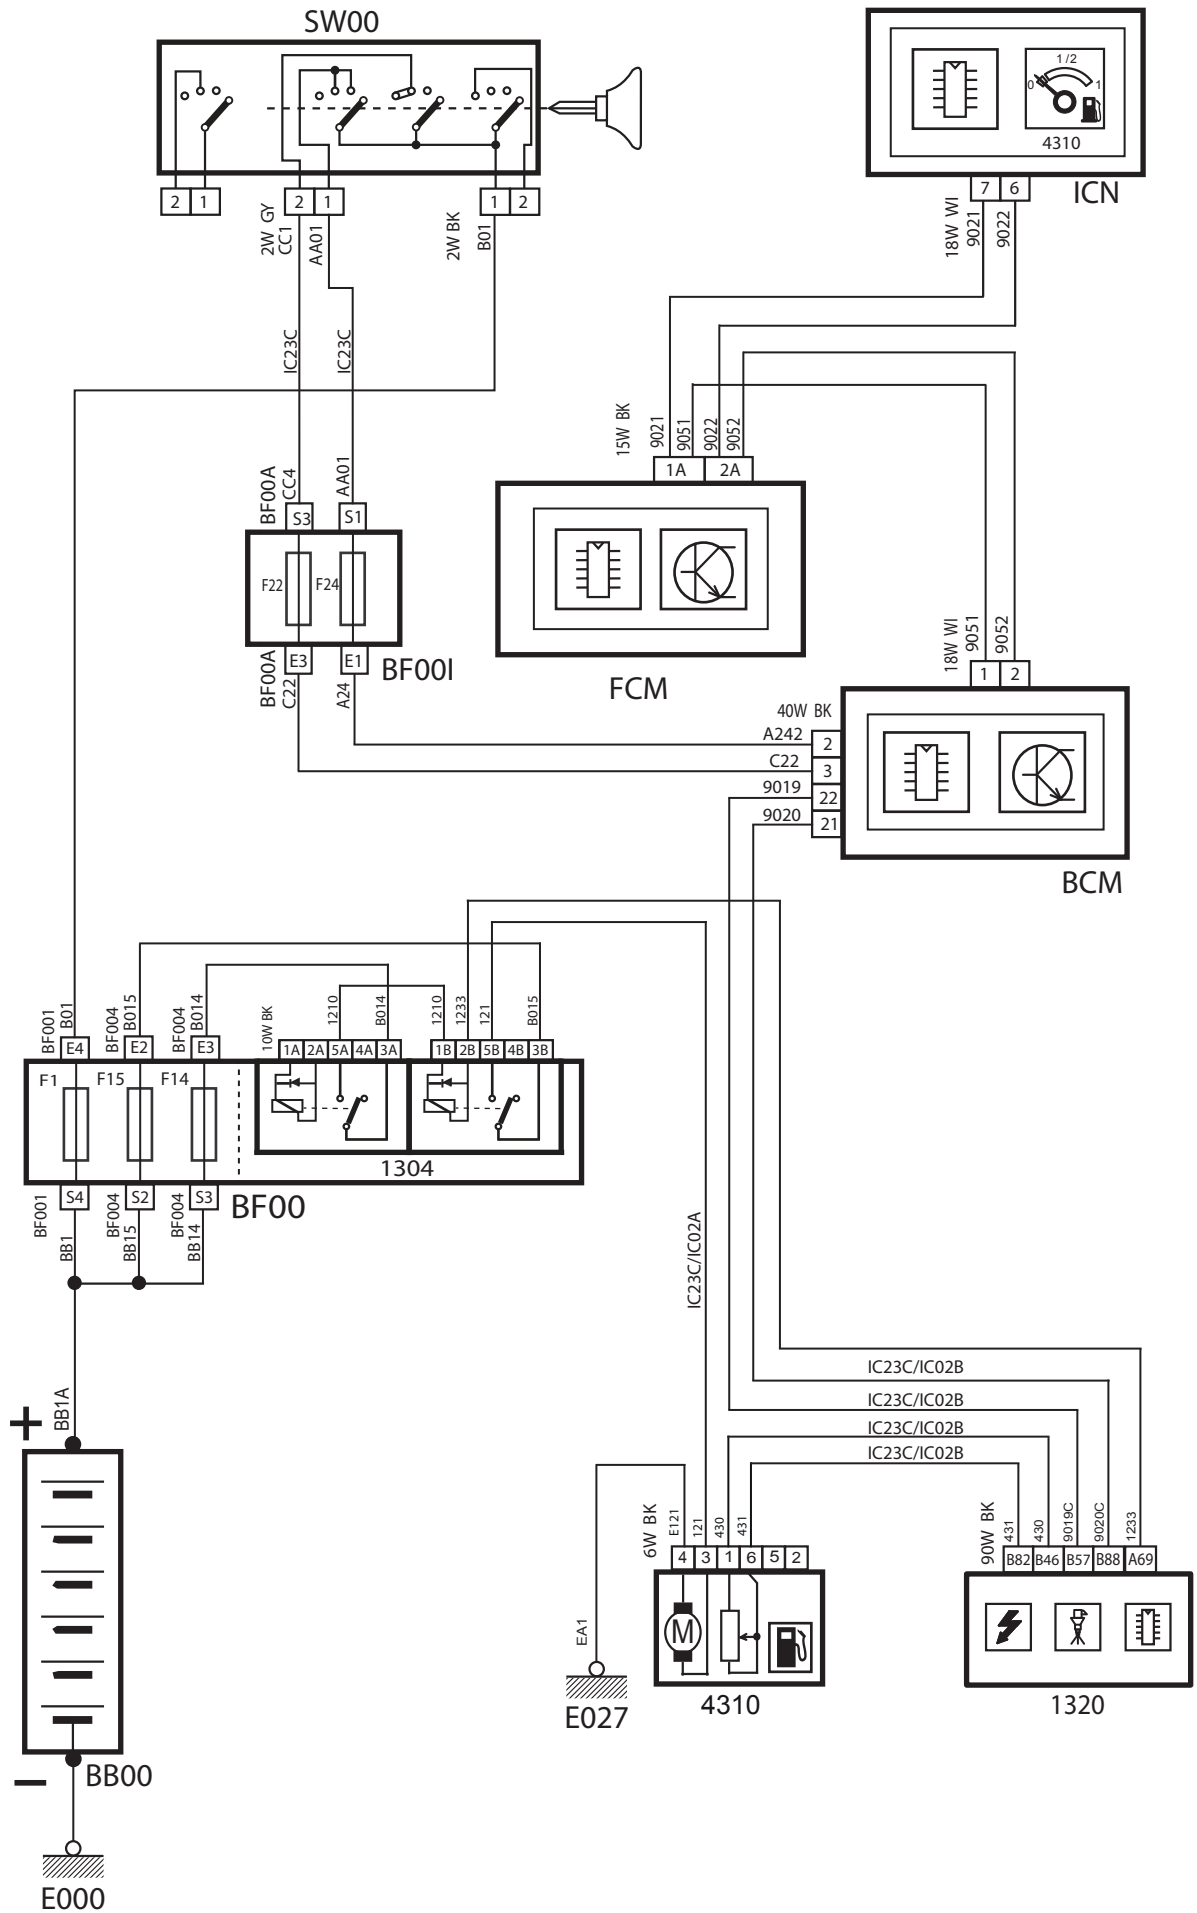 SW00
2 1
2 1
1 2
2W GY
CC1
AA01
2W BK
B01
IC23C
IC23C
0 1/2 1
4310
7 6
ICN
18W WI
9021
9022
15W BK
9021
9051
9022
9052
1A 2A
FCM
BF00A
CC4
AA01
S3 S1
F22 F24
E3 E1
BF00I
BF00A
C22
A24
18W WI
9051
9052
1 2
40W BK
A242 2
C22 3
9019 22
9020 21
BCM
BF001
B01
BF004
B015
BF004
B014
10W BK
1210
B014
1210
1233
121
B015
E4 E2 E3
1A 2A 5A 4A 3A
1B 2B 5B 4B 3B
F1 F15 F14
1304
S4 S2 S3
BF00
BF001
BB1
BF004
BB15
BF004
BB14
IC23C/IC02A
IC23C/IC02B
IC23C/IC02B
IC23C/IC02B
IC23C/IC02B
BB1A
+
6W BK
E121
121
430
431
4 3 1 6 5 2
M
4310
EA1
E027
90W BK
431
430
9019C
9020C
1233
B82 B46 B57 B88 A69
1320
BB00
–
E000